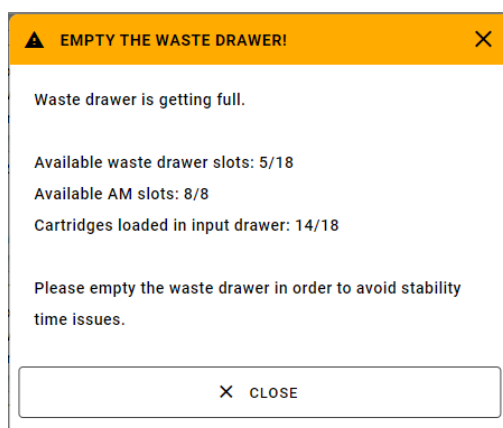 EMPTY THE WASTE DRAWER!
Waste drawer is getting full.
Available waste drawer slots: 5/18
Available AM slots: 8/8
Cartridges loaded in input drawer: 14/18
Please empty the waste drawer in order to avoid stability
time issues.
CLOSE